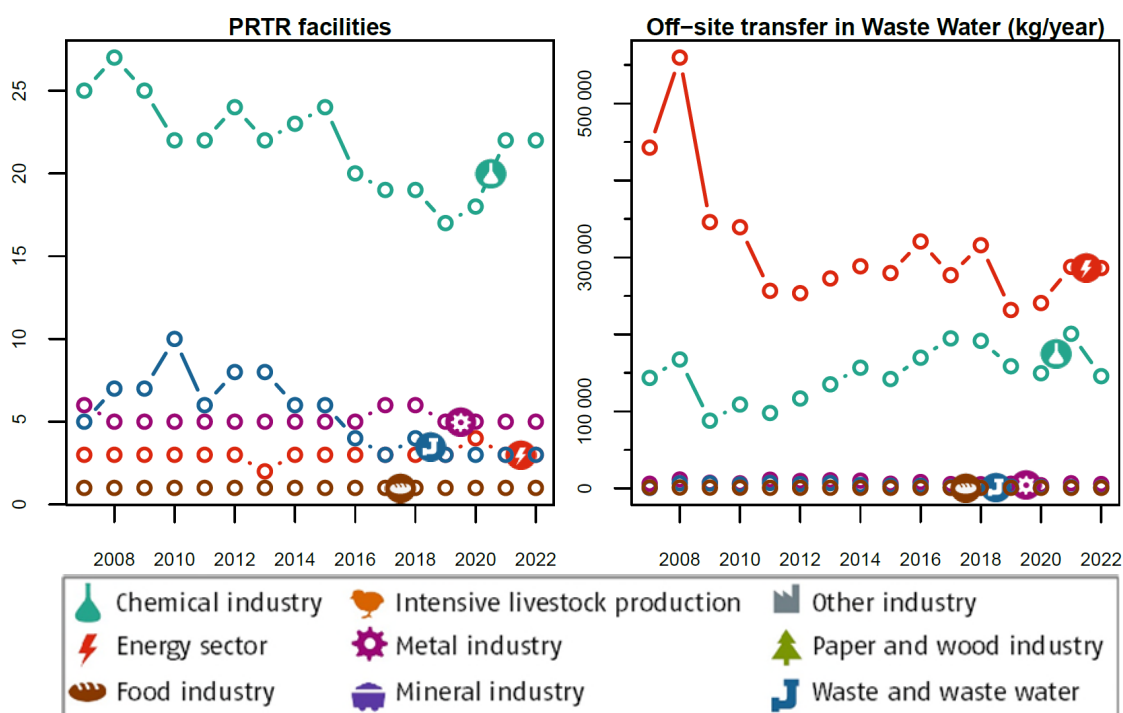 PRTR facilities
Off−site transfer in Waste Water (kg/year)
25
20
15
10
5
0
500 000
300 000
100 000
0
2008 2010 2012 2014 2016 2018 2020 2022
2008 2010 2012 2014 2016 2018 2020 2022
Chemical industry Intensive livestock production Other industry
Energy sector Metal industry Paper and wood industry
Food industry Mineral industry Waste and waste water